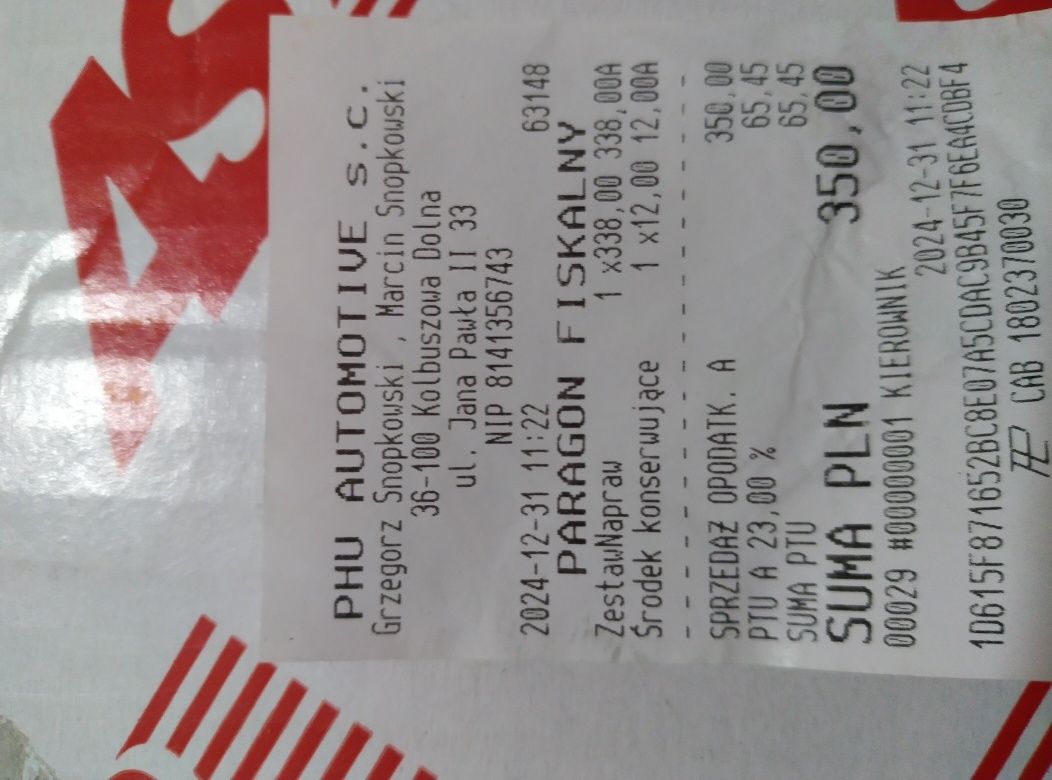 PHU AUTOMOTIVE s.c.
Grzegorz Snopkowski , Marcin Snopkowski
36-100 Kolbuszowa Dolna
ul. Jana Pawła II 33
NIP 8141356743
2024-12-31 11:22 63148
PARAGON FISKALNY
ZestawNapraw 1 x338,00 338,00A
Środek konserwujące 1 x12,00 12,00A
SPRZEDAŻ OPODATK. A 350,00
PTU A 23,00 % 65,45
SUMA PTU 65,45
SUMA PLN 350,00
00029 #00000001 KIEROWNIK
2024-12-31 11:22
1D615F871652BC8E07A5CDAC9B45F7F6EA4CDBF4
CAB 1802370030